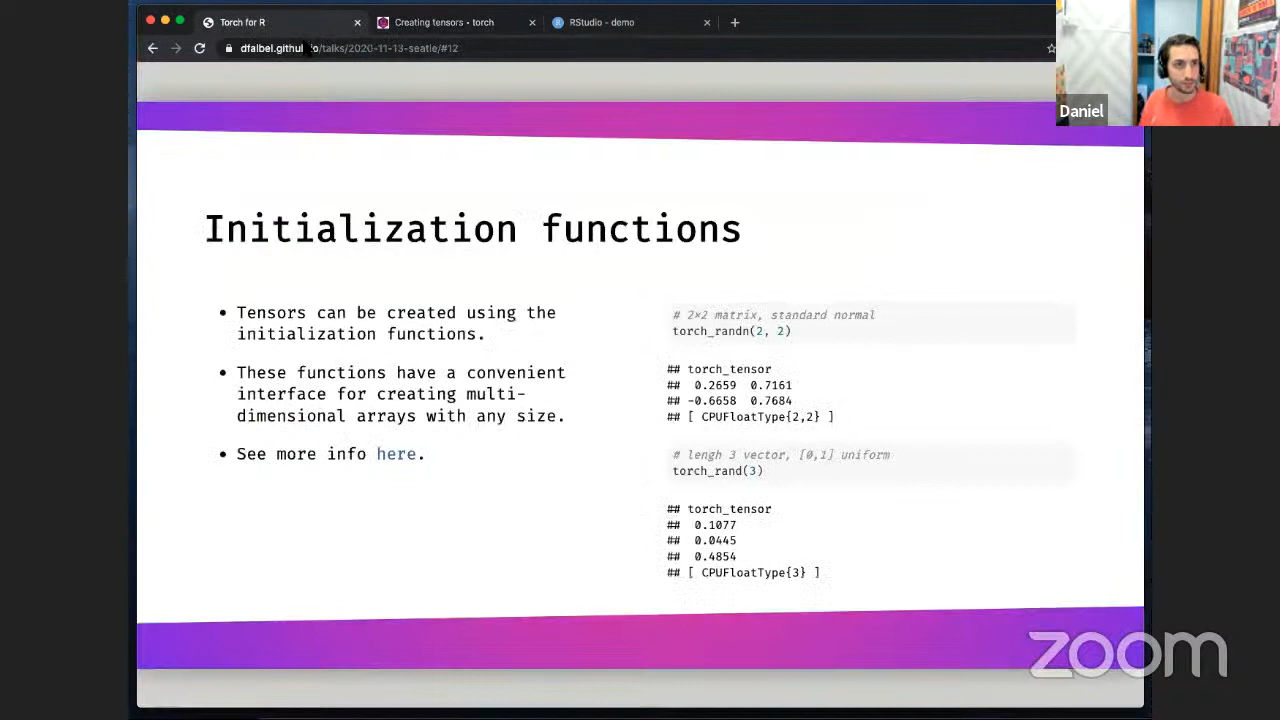 Torch for R
Creating tensors • torch
RStudio - demo
dfalbel.github.io/talks/2020-11-13-seatle/#12
Daniel
Initialization functions
• Tensors can be created using the
initialization functions.
• These functions have a convenient
interface for creating multi-
dimensional arrays with any size.
• See more info here.
# 2×2 matrix, standard normal
torch_randn(2, 2)
## torch_tensor
## 0.2659 0.7161
## -0.6658 0.7684
## [ CPUFloatType{2,2} ]
# lengh 3 vector, [0,1] uniform
torch_rand(3)
## torch_tensor
## 0.1077
## 0.0445
## 0.4854
## [ CPUFloatType{3} ]
zoom